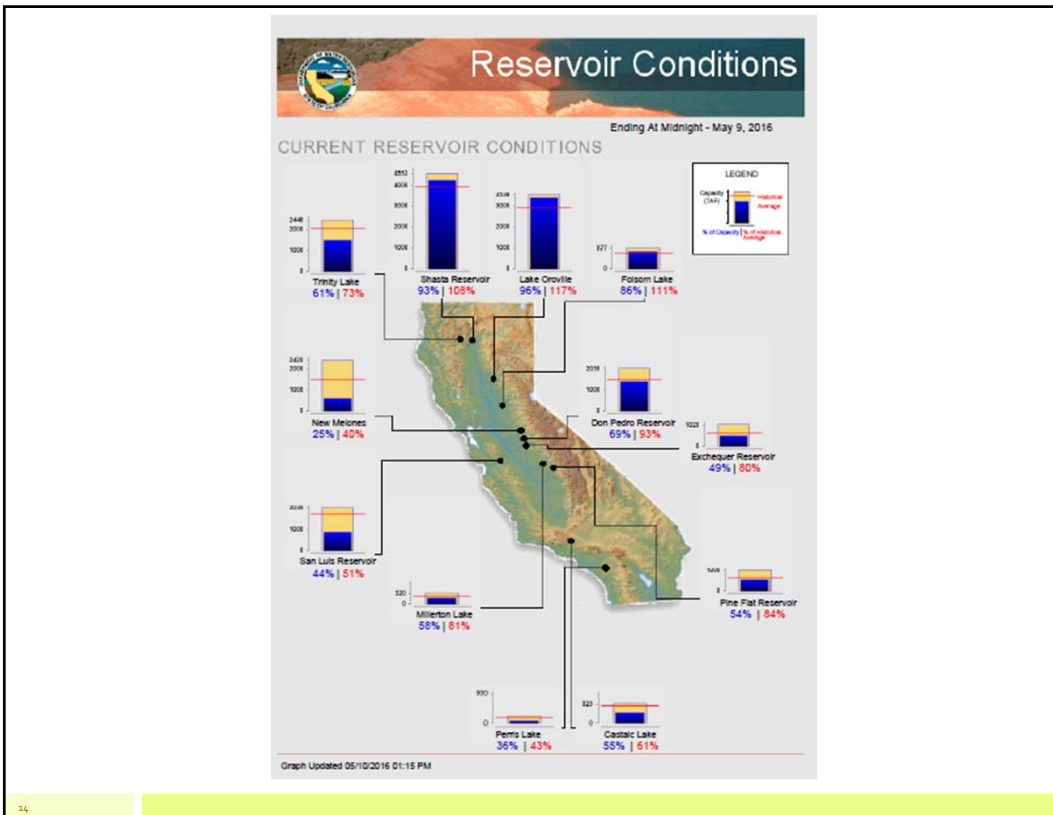 Reservoir Conditions
Ending At Midnight - May 9, 2016
CURRENT RESERVOIR CONDITIONS
LEGEND
Capacity
(TAF)
Historical
Average
% of Capacity | % of Historical
Average
4552
4000
3000
2000
1000
0
Shasta Reservoir
93% | 108%
3000
2000
1000
0
Lake Oroville
96% | 117%
2448
2000
1000
0
Trinity Lake
61% | 73%
977
0
Folsom Lake
86% | 111%
2420
2000
1000
0
New Melones
25% | 40%
2030
1000
0
Don Pedro Reservoir
69% | 93%
0
Exchequer Reservoir
49% | 80%
1000
0
San Luis Reservoir
44% | 51%
520
0
Millerton Lake
58% | 81%
0
Pine Flat Reservoir
54% | 84%
0
Perris Lake
36% | 43%
0
Castaic Lake
55% | 61%
Graph Updated 05/10/2016 01:15 PM
14